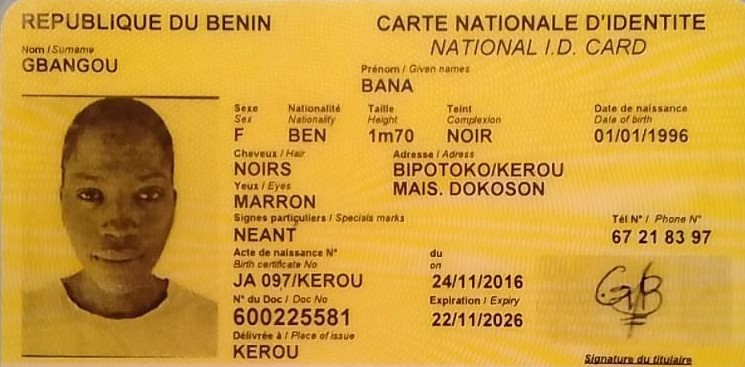 REPUBLIQUE DU BENIN
CARTE NATIONALE D'IDENTITE
NATIONAL I.D. CARD
Nom / Surname
GBANGOU
Prénom / Given names
BANA
Sexe Nationalité Taille Teint Date de naissance
Sex Nationality Height Complexion Date of birth
F BEN 1m70 NOIR 01/01/1996
Cheveux / Hair Adresse / Adress
NOIRS BIPOTOKO/KEROU
Yeux / Eyes MAIS. DOKOSON
MARRON
Signes particuliers / Specials marks Tél N° / Phone N°
NEANT 67 21 83 97
Acte de naissance N° du
Birth certificate No on
JA 097/KEROU 24/11/2016
N° du Doc / Doc No Expiration / Expiry
600225581 22/11/2026
Délivrée à / Place of issue
KEROU
GB
Signature du titulaire